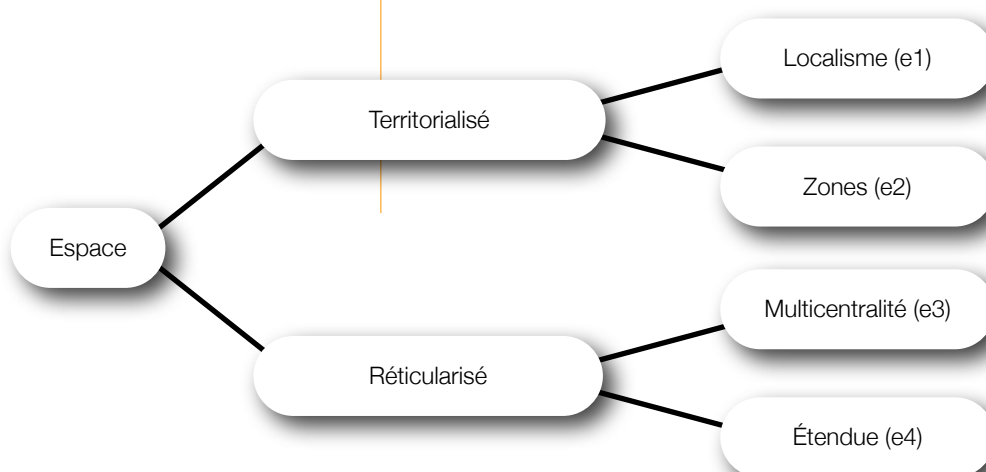 Espace
Territorialisé
Localisme (e1)
Zones (e2)
Réticularisé
Multicentralité (e3)
Étendue (e4)